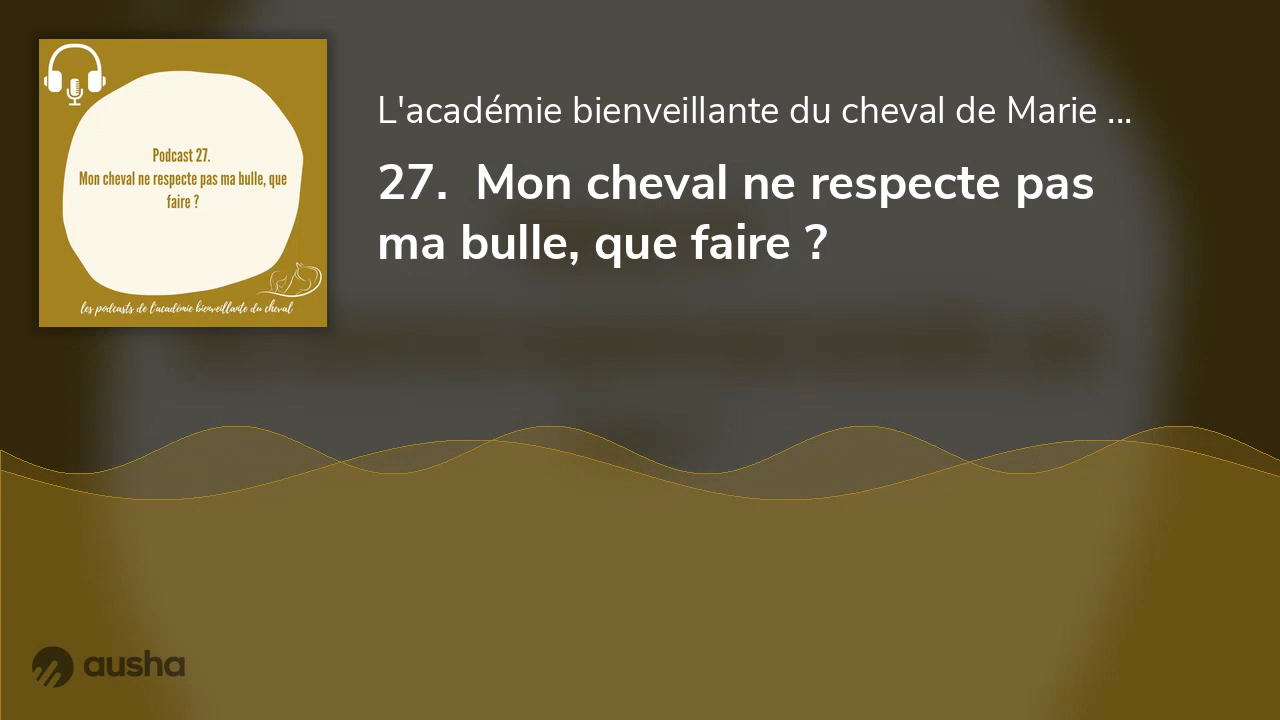 Podcast 27.
Mon cheval ne respecte pas ma bulle, que
faire ?
les podcasts de l'académie bienveillante du cheval
L'académie bienveillante du cheval de Marie ...
27. Mon cheval ne respecte pas
ma bulle, que faire ?
ausha